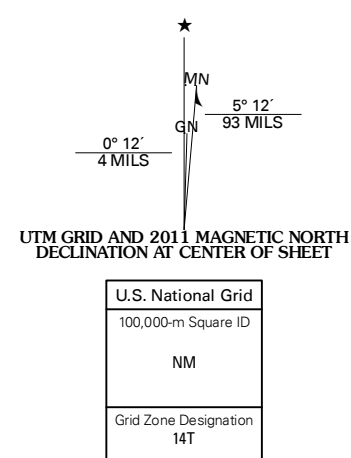 ★
MN
5° 12´
93 MILS
GN
0° 12´
4 MILS
UTM GRID AND 2011 MAGNETIC NORTH
DECLINATION AT CENTER OF SHEET
U.S. National Grid
100,000-m Square ID
NM
Grid Zone Designation
14T